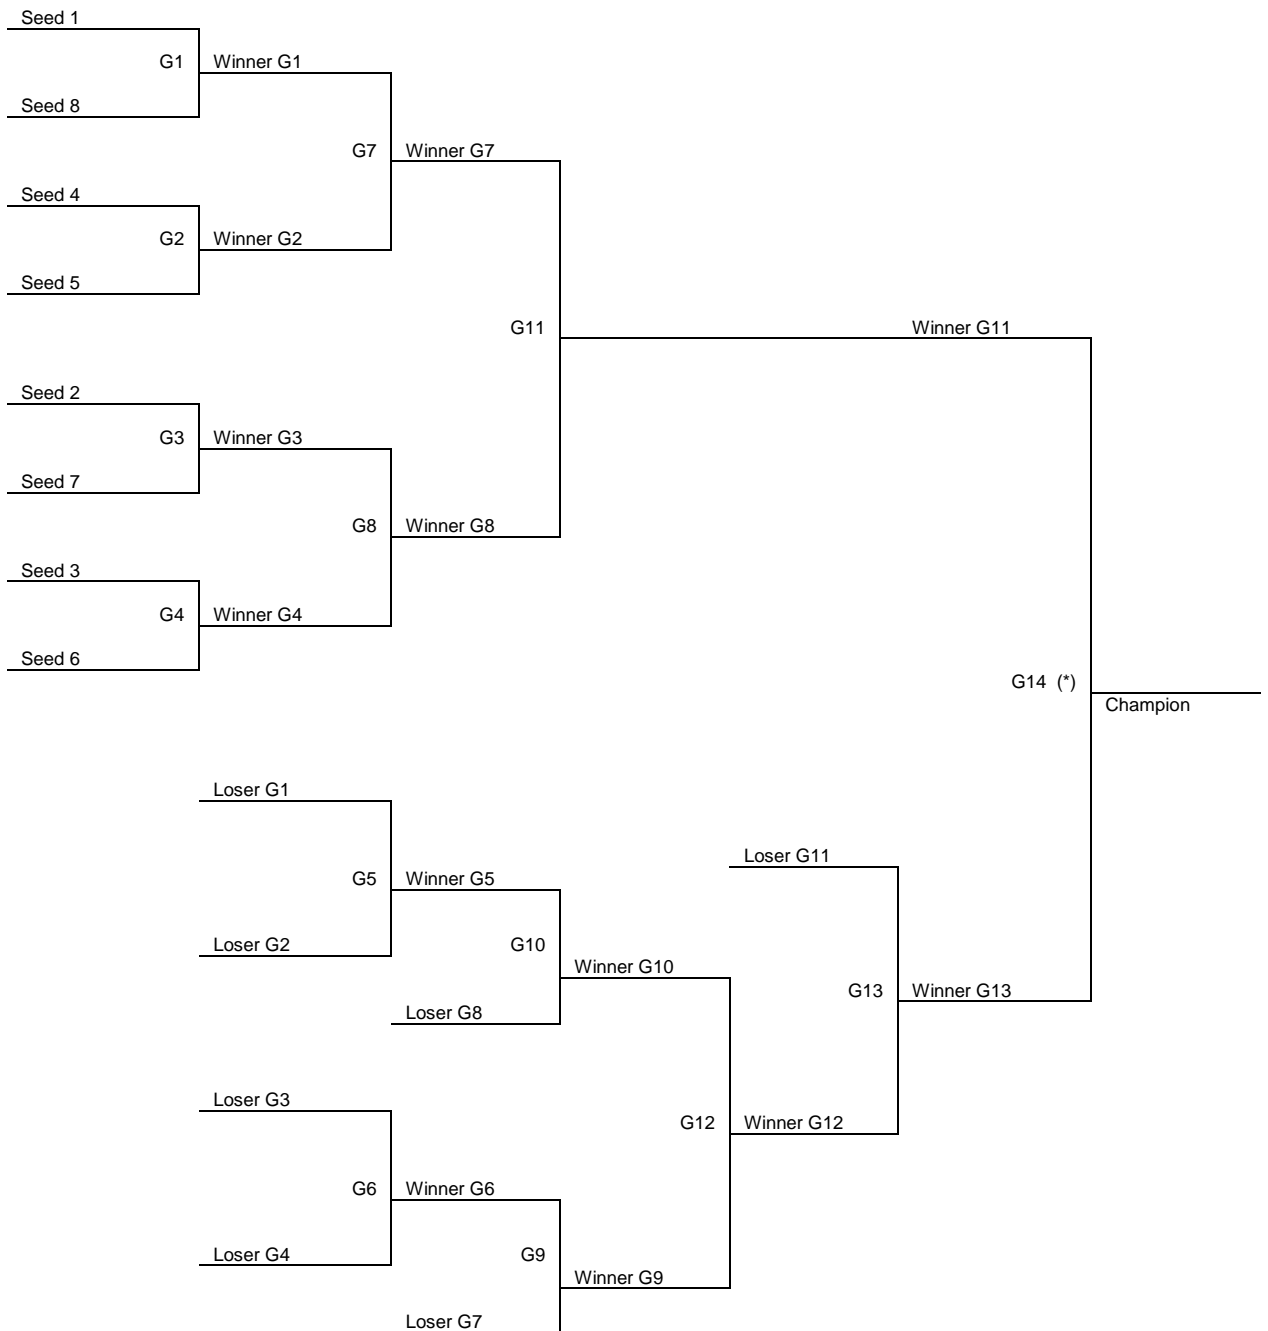 Seed 1
G1
Winner G1
Seed 8
G7
Winner G7
Seed 4
G2
Winner G2
Seed 5
G11
Winner G11
Seed 2
G3
Winner G3
Seed 7
G8
Winner G8
Seed 3
G4
Winner G4
Seed 6
G14 (*)
Champion
Loser G1
Loser G11
G5
Winner G5
Loser G2
G10
Winner G10
G13
Winner G13
Loser G8
Loser G3
G12
Winner G12
G6
Winner G6
Loser G4
G9
Winner G9
Loser G7